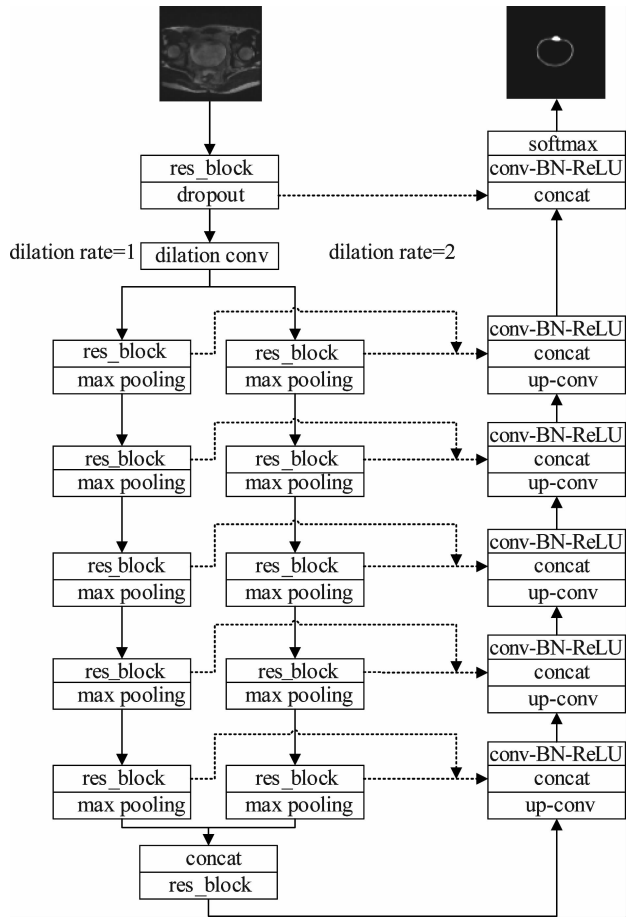 softmax
res_block
conv-BN-ReLU
dropout
concat
dilation rate=1
dilation conv
dilation rate=2
conv-BN-ReLU
res_block
res_block
concat
max pooling
max pooling
up-conv
conv-BN-ReLU
res_block
res_block
concat
max pooling
max pooling
up-conv
conv-BN-ReLU
res_block
res_block
concat
max pooling
max pooling
up-conv
conv-BN-ReLU
res_block
res_block
concat
max pooling
max pooling
up-conv
conv-BN-ReLU
res_block
res_block
concat
max pooling
max pooling
up-conv
concat
res_block